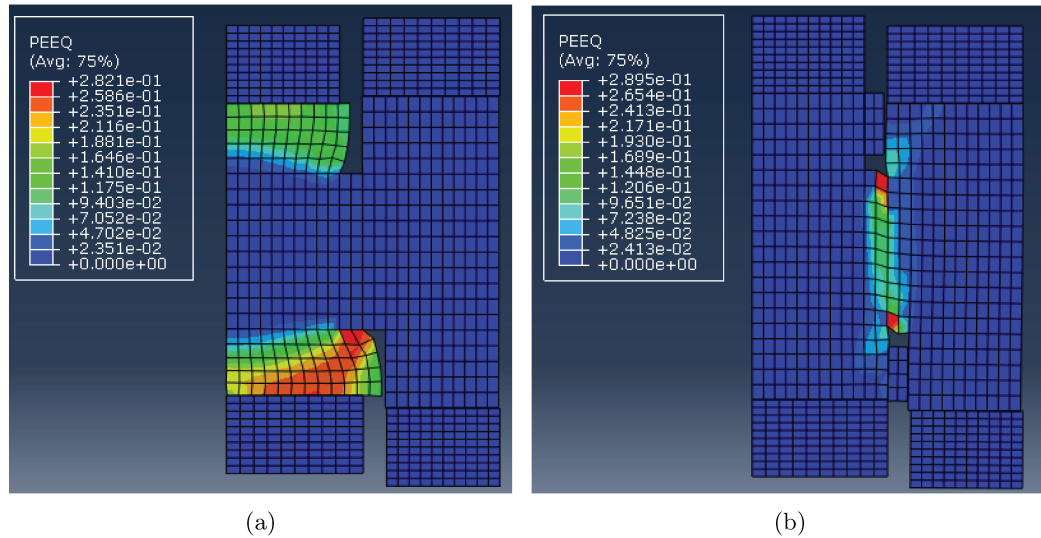 PEEQ
(Avg: 75%)
+2.821e-01
+2.586e-01
+2.351e-01
+2.116e-01
+1.881e-01
+1.646e-01
+1.410e-01
+1.175e-01
+9.403e-02
+7.052e-02
+4.702e-02
+2.351e-02
+0.000e+00
PEEQ
(Avg: 75%)
+2.895e-01
+2.654e-01
+2.413e-01
+2.171e-01
+1.930e-01
+1.689e-01
+1.448e-01
+1.206e-01
+9.651e-02
+7.238e-02
+4.825e-02
+2.413e-02
+0.000e+00
(a)
(b)